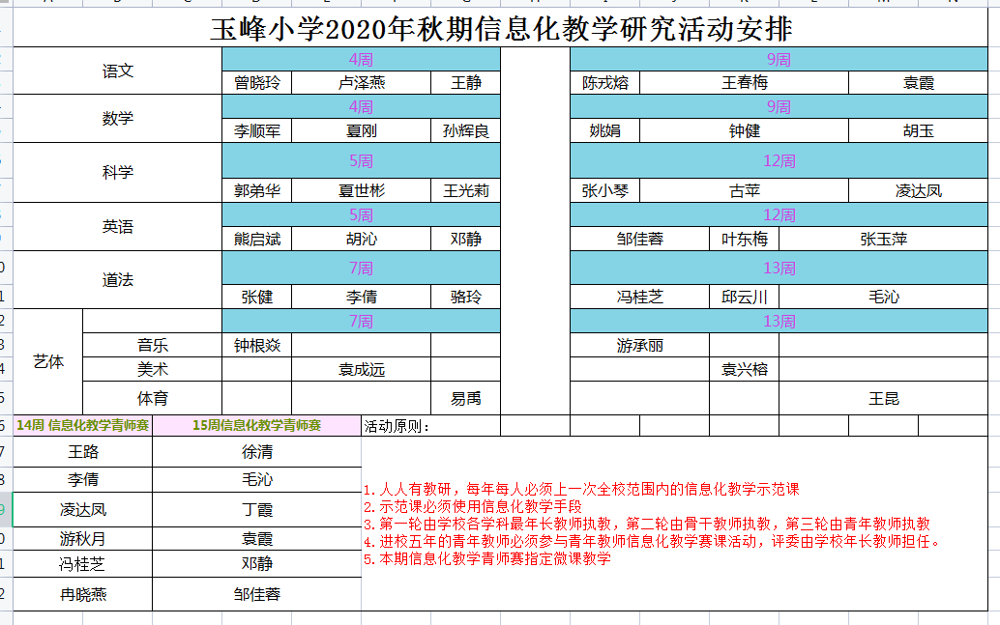 玉峰小学2020年秋期信息化教学研究活动安排
语文 4周 9周
曾晓玲 卢泽燕 王静 陈戎熔 王春梅 袁霞
数学 4周 9周
李顺军 夏刚 孙辉良 姚娟 钟健 胡玉
科学 5周 12周
郭弟华 夏世彬 王光莉 张小琴 古苹 凌达凤
英语 5周 12周
熊启斌 胡沁 邓静 邹佳蓉 叶东梅 张玉萍
道法 7周 13周
张健 李倩 骆玲 冯桂芝 邱云川 毛沁
艺体 7周 13周
音乐 钟根焱 游承丽
美术 袁成远 袁兴榕
体育 易禹 王昆
14周 信息化教学青师赛 15周信息化教学青师赛 活动原则：
王路 徐清
李倩 毛沁
凌达凤 丁霞
游秋月 袁霞
冯桂芝 邓静
冉晓燕 邹佳蓉
1.人人有教研，每年每人必须上一次全校范围内的信息化教学示范课
2.示范课必须使用信息化教学手段
3.第一轮由学校各学科最年长教师执教，第二轮由骨干教师执教，第三轮由青年教师执教
4.进校五年的青年教师必须参与青年教师信息化教学赛课活动，评委由学校年长教师担任。
5.本期信息化教学青师赛指定微课教学